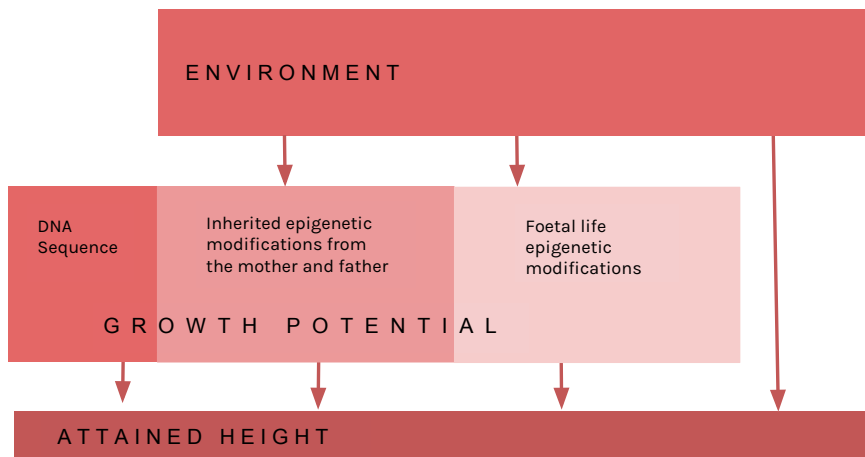 ENVIRONMENT
DNA
Sequence
Inherited epigenetic
modifications from
the mother and father
Foetal life
epigenetic
modifications
GROWTH POTENTIAL
ATTAINED HEIGHT